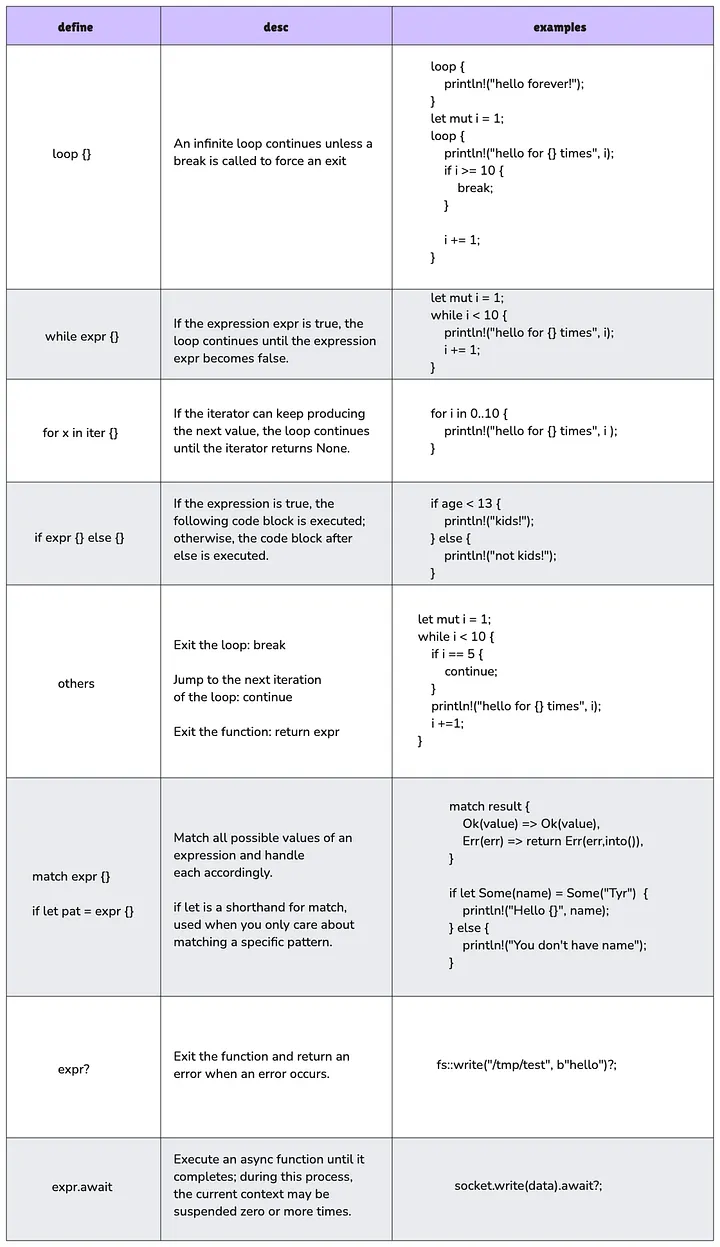 define
desc
examples
loop {}
An infinite loop continues unless a
break is called to force an exit
loop {
println!("hello forever!");
}
let mut i = 1;
loop {
println!("hello for {} times", i);
if i >= 10 {
break;
}
i += 1;
}
while expr {}
If the expression expr is true, the
loop continues until the expression
expr becomes false.
let mut i = 1;
while i < 10 {
println!("hello for {} times", i);
i += 1;
}
for x in iter {}
If the iterator can keep producing
the next value, the loop continues
until the iterator returns None.
for i in 0..10 {
println!("hello for {} times", i );
}
if expr {} else {}
If the expression is true, the
following code block is executed;
otherwise, the code block after
else is executed.
if age < 13 {
println!("kids!");
} else {
println!("not kids!");
}
others
Exit the loop: break
Jump to the next iteration
of the loop: continue
Exit the function: return expr
let mut i = 1;
while i < 10 {
if i == 5 {
continue;
}
println!("hello for {} times", i);
i +=1;
}
match expr {}
if let pat = expr {}
Match all possible values of an
expression and handle
each accordingly.
if let is a shorthand for match,
used when you only care about
matching a specific pattern.
match result {
Ok(value) => Ok(value),
Err(err) => return Err(err,into()),
}
if let Some(name) = Some("Tyr")  {
println!("Hello {}", name);
} else {
println!("You don't have name");
}
expr?
Exit the function and return an
error when an error occurs.
fs::write("/tmp/test", b"hello")?;
expr.await
Execute an async function until it
completes; during this process,
the current context may be
suspended zero or more times.
socket.write(data).await?;